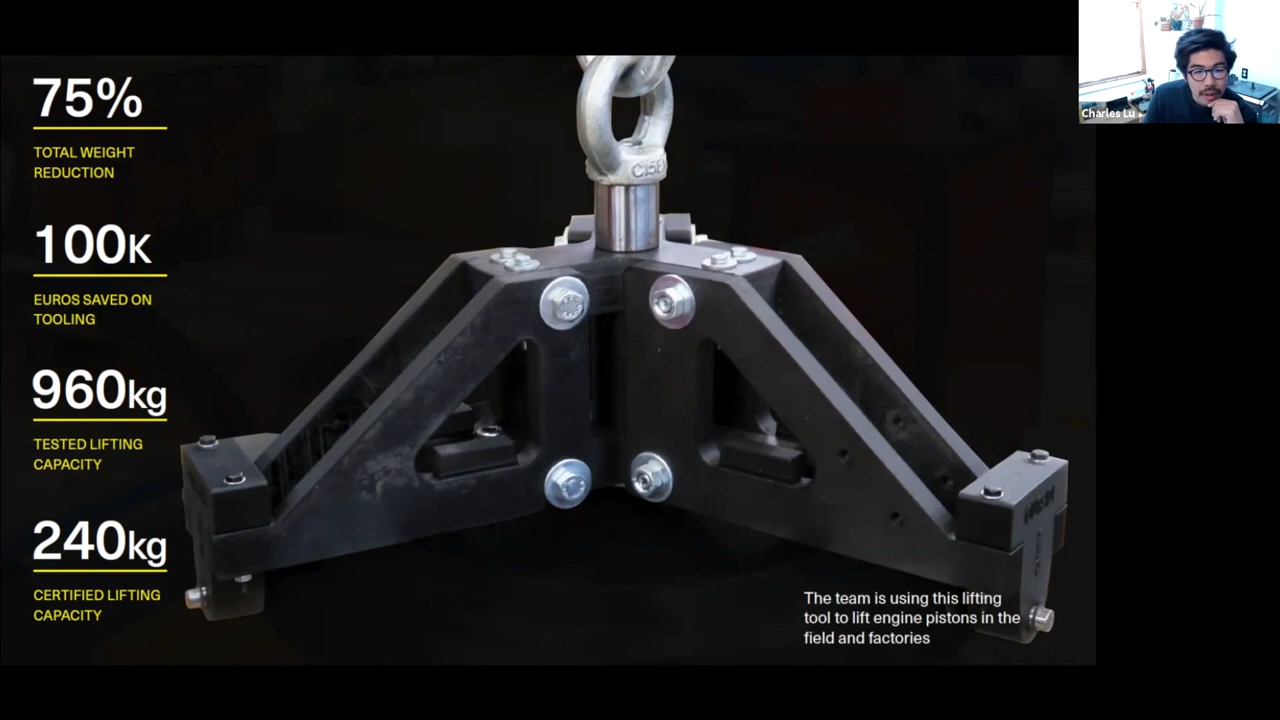 75%
TOTAL WEIGHT
REDUCTION
100K
EUROS SAVED ON
TOOLING
960kg
TESTED LIFTING
CAPACITY
240kg
CERTIFIED LIFTING
CAPACITY
The team is using this lifting
tool to lift engine pistons in the
field and factories
Charles Lu